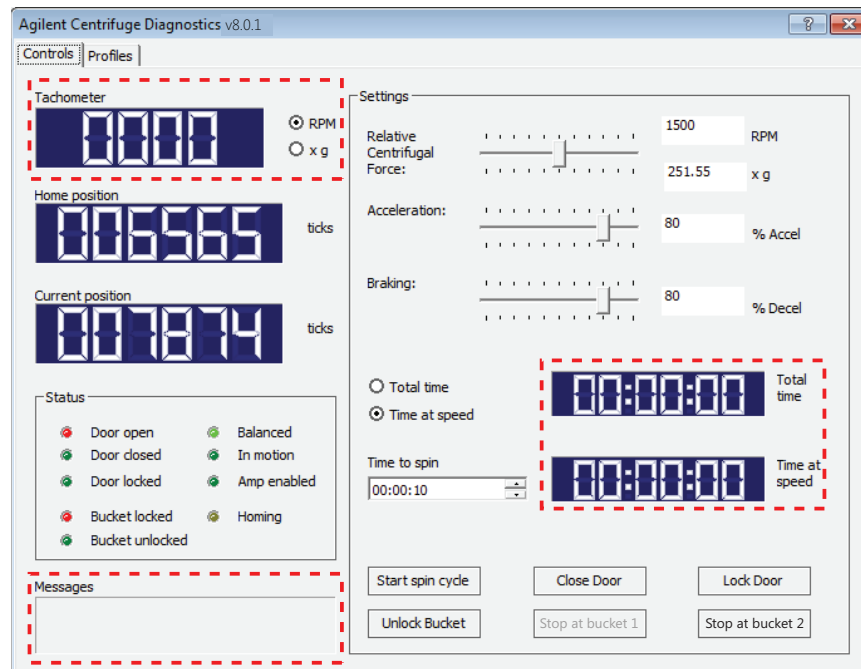 Agilent Centrifuge Diagnostics v8.0.1
Controls
Profiles
Tachometer
0000
RPM
x g
Home position
005565
ticks
Current position
007874
ticks
Status
Door open
Balanced
Door closed
In motion
Door locked
Amp enabled
Bucket locked
Homing
Bucket unlocked
Messages
Settings
Relative
Centrifugal
Force:
1500
RPM
251.55
x g
Acceleration:
80
% Accel
Braking:
80
% Decel
Total time
Time at speed
00:00:00
Total
time
Time to spin
00:00:10
00:00:00
Time at
speed
Start spin cycle
Close Door
Lock Door
Unlock Bucket
Stop at bucket 1
Stop at bucket 2